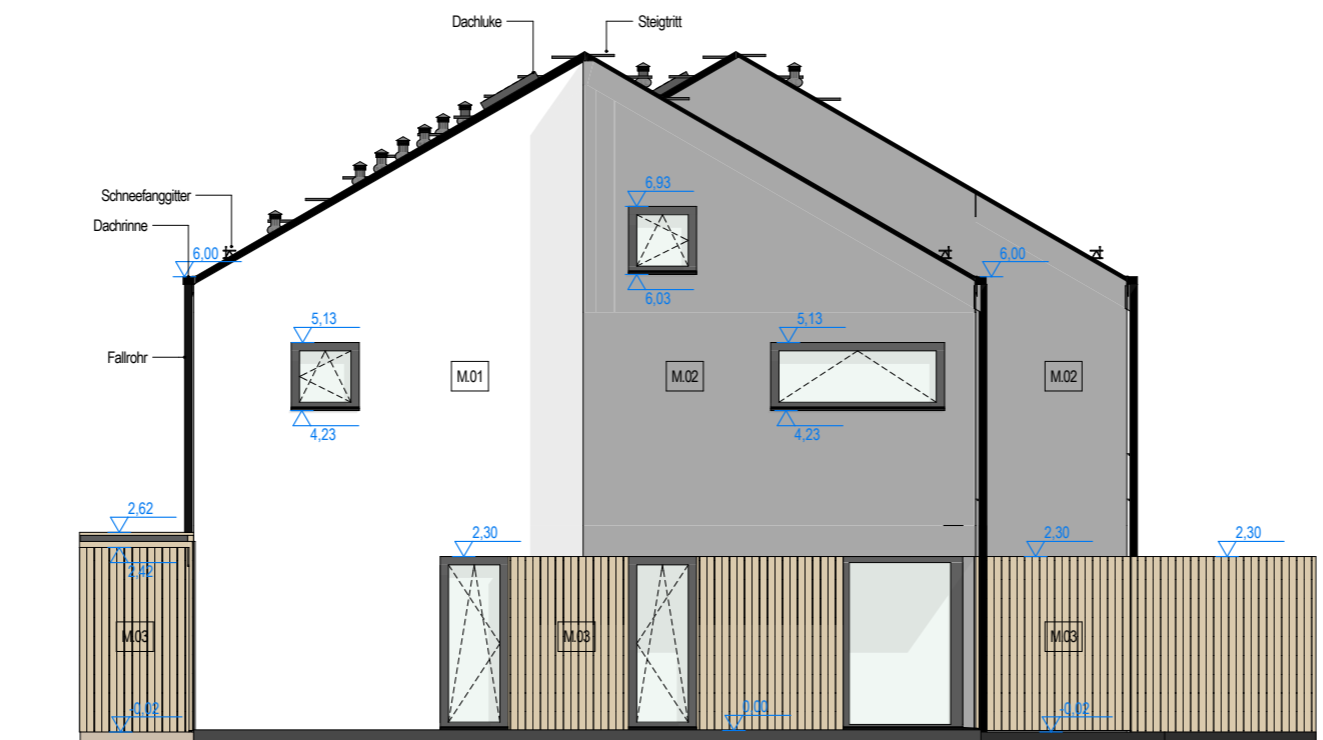 Dachluke
Steigtritt
6,93
Schneefanggitter
Dachrinne
6,00
6,00
6,03
5,13
5,13
Fallrohr
M.01
M.02
M.02
4,23
4,23
2,62
2,30
2,30
2,30
2,42
M.03
M.03
M.03
-0,02
0,00
-0,02